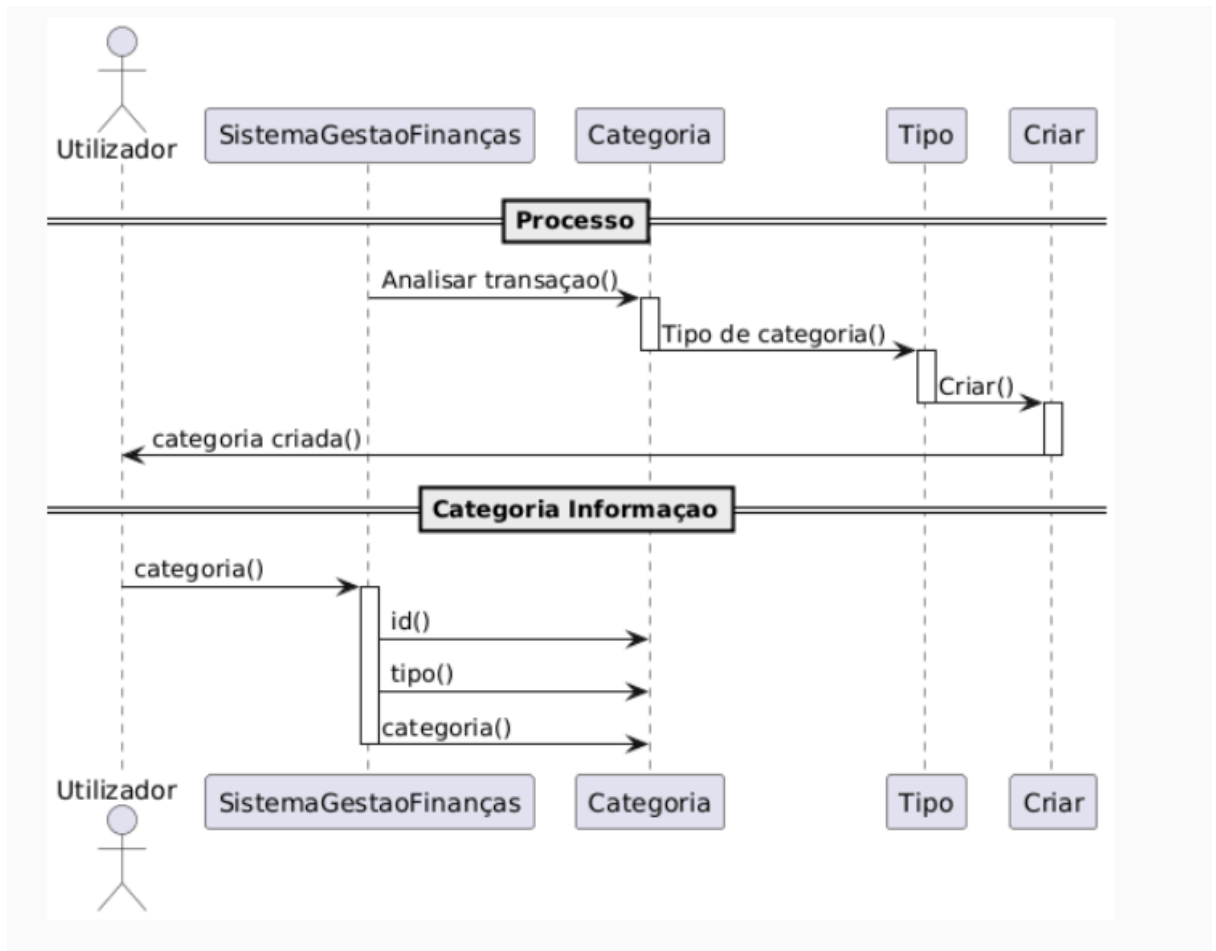 Utilizador
SistemaGestaoFinanças
Categoria
Tipo
Criar
Processo
Analisar transaçao()
Tipo de categoria()
Criar()
categoria criada()
Categoria Informaçao
categoria()
id()
tipo()
categoria()
Utilizador
SistemaGestaoFinanças
Categoria
Tipo
Criar